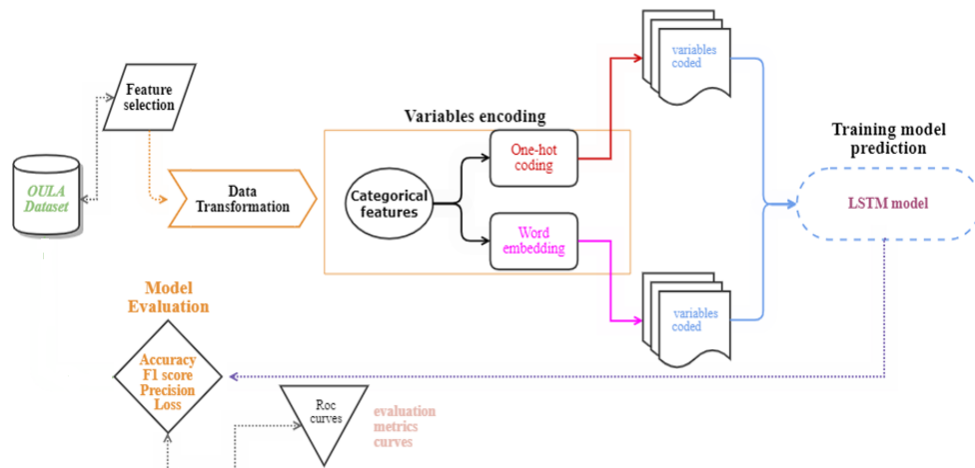 Feature
selection
OULA
Dataset
Data
Transformation
Variables encoding
Categorical
features
One-hot
coding
Word
embedding
variables
coded
variables
coded
Training model
prediction
LSTM model
Model
Evaluation
Accuracy
F1 score
Precision
Loss
Roc
curves
evaluation
metrics
curves